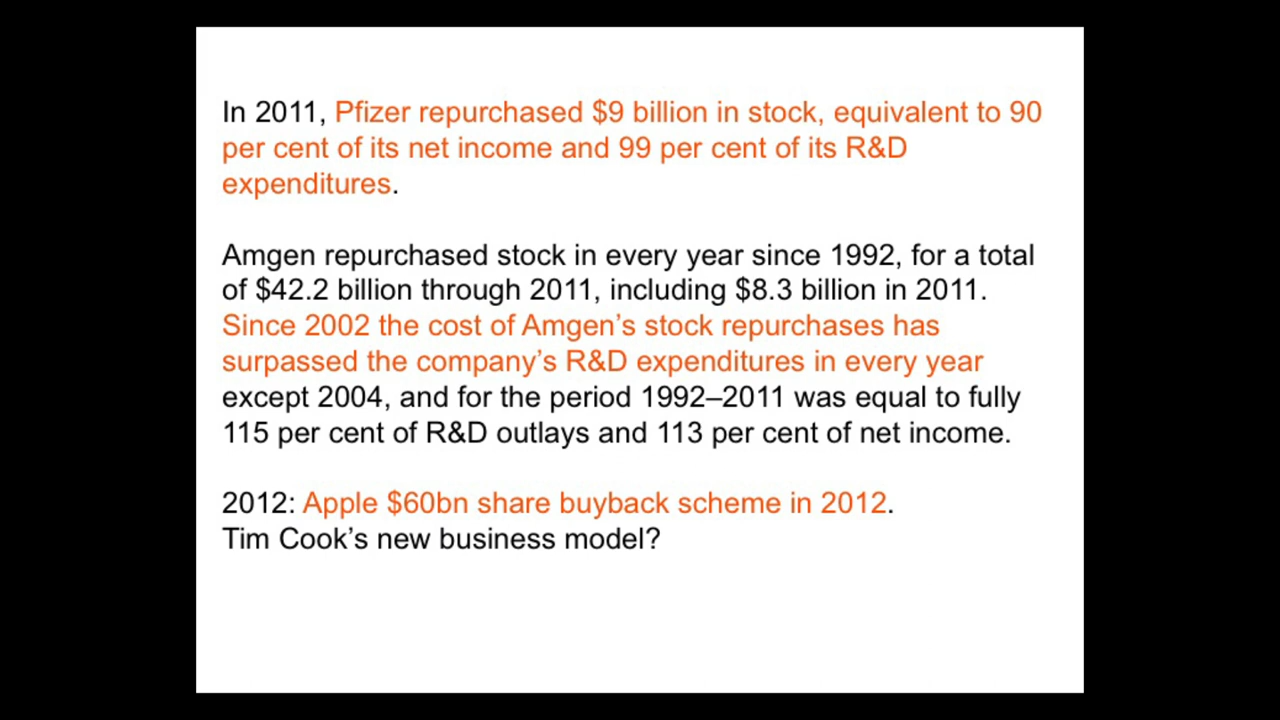 In 2011, Pfizer repurchased $9 billion in stock, equivalent to 90
per cent of its net income and 99 per cent of its R&D
expenditures.
Amgen repurchased stock in every year since 1992, for a total
of $42.2 billion through 2011, including $8.3 billion in 2011.
Since 2002 the cost of Amgen’s stock repurchases has
surpassed the company’s R&D expenditures in every year
except 2004, and for the period 1992–2011 was equal to fully
115 per cent of R&D outlays and 113 per cent of net income.
2012: Apple $60bn share buyback scheme in 2012.
Tim Cook’s new business model?